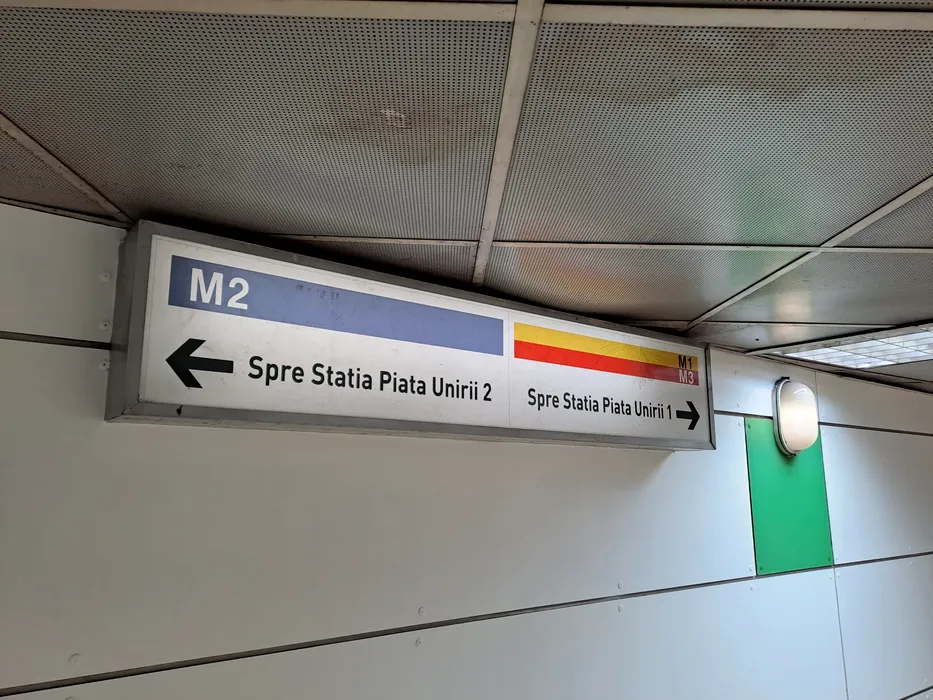 M2
Spre Statia Piata Unirii 2
M1
M3
Spre Statia Piata Unirii 1